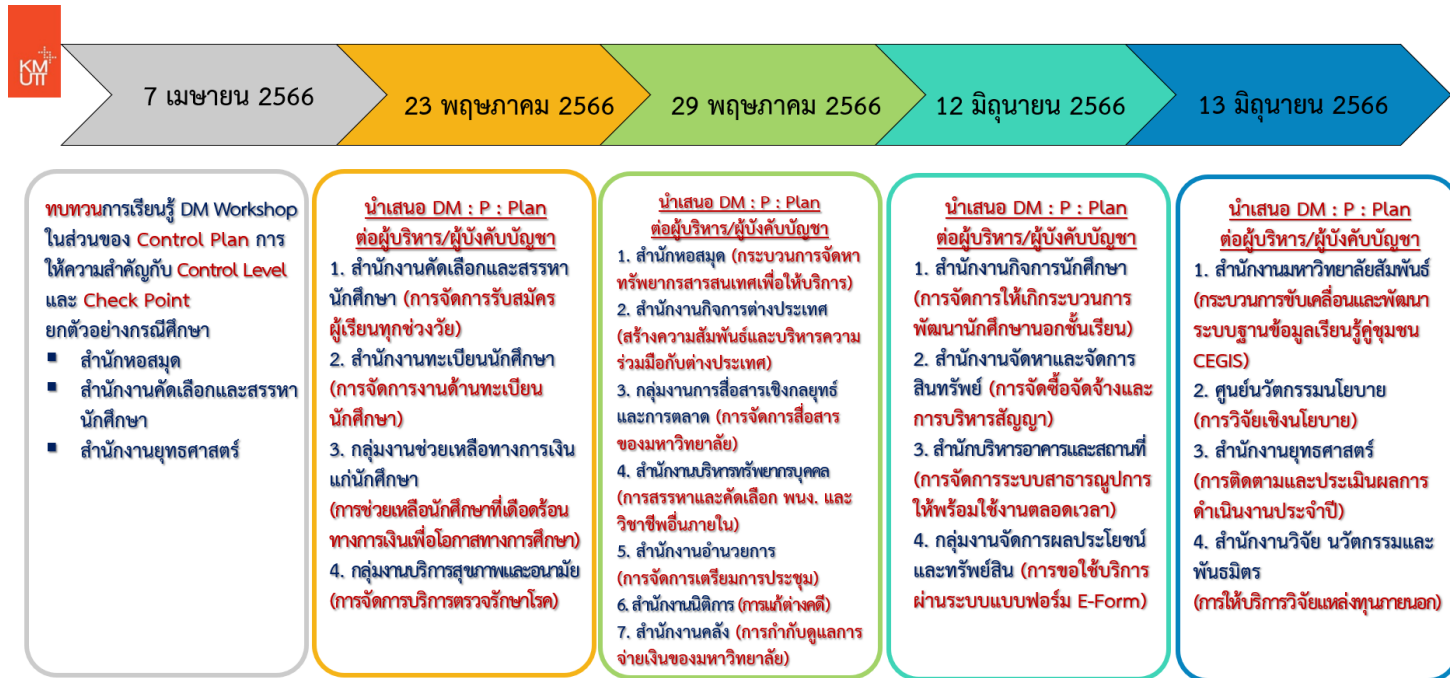 KM
UTT
7 เมษายน 2566
23 พฤษภาคม 2566
29 พฤษภาคม 2566
12 มิถุนายน 2566
13 มิถุนายน 2566
ทบทวนการเรียนรู้ DM Workshop
ในส่วนของ Control Plan การ
ให้ความสำคัญกับ Control Level
และ Check Point
ยกตัวอย่างกรณีศึกษา
▪ สำนักหอสมุด
▪ สำนักงานคัดเลือกและสรรหา
นักศึกษา
▪ สำนักงานยุทธศาสตร์
นำเสนอ DM : P : Plan
ต่อผู้บริหาร/ผู้บังคับบัญชา
1. สำนักงานคัดเลือกและสรรหา
นักศึกษา (การจัดการรับสมัคร
ผู้เรียนทุกช่วงวัย)
2. สำนักงานทะเบียนนักศึกษา
(การจัดการงานด้านทะเบียน
นักศึกษา)
3. กลุ่มงานช่วยเหลือทางการเงิน
แก่นักศึกษา
(การช่วยเหลือนักศึกษาที่เดือดร้อน
ทางการเงินเพื่อโอกาสทางการศึกษา)
4. กลุ่มงานบริการสุขภาพและอนามัย
(การจัดการบริการตรวจรักษาโรค)
นำเสนอ DM : P : Plan
ต่อผู้บริหาร/ผู้บังคับบัญชา
1. สำนักหอสมุด (กระบวนการจัดหา
ทรัพยากรสารสนเทศเพื่อให้บริการ)
2. สำนักงานกิจการต่างประเทศ
(สร้างความสัมพันธ์และบริหารความ
ร่วมมือกับต่างประเทศ)
3. กลุ่มงานการสื่อสารเชิงกลยุทธ์
และการตลาด (การจัดการสื่อสาร
ของมหาวิทยาลัย)
4. สำนักงานบริหารทรัพยากรบุคคล
(การสรรหาและคัดเลือก พนง. และ
วิชาชีพอื่นภายใน)
5. สำนักงานอำนวยการ
(การจัดการเตรียมการประชุม)
6. สำนักงานนิติการ (การแก้ต่างคดี)
7. สำนักงานคลัง (การกำกับดูแลการ
จ่ายเงินของมหาวิทยาลัย)
นำเสนอ DM : P : Plan
ต่อผู้บริหาร/ผู้บังคับบัญชา
1. สำนักงานกิจการนักศึกษา
(การจัดการให้เกิกระบวนการ
พัฒนานักศึกษานอกชั้นเรียน)
2. สำนักงานจัดหาและจัดการ
สินทรัพย์ (การจัดซื้อจัดจ้างและ
การบริหารสัญญา)
3. สำนักบริหารอาคารและสถานที่
(การจัดการระบบสาธารณูปการ
ให้พร้อมใช้งานตลอดเวลา)
4. กลุ่มงานจัดการผลประโยชน์
และทรัพย์สิน (การขอใช้บริการ
ผ่านระบบแบบฟอร์ม E-Form)
นำเสนอ DM : P : Plan
ต่อผู้บริหาร/ผู้บังคับบัญชา
1. สำนักงานมหาวิทยาลัยสัมพันธ์
(กระบวนการขับเคลื่อนและพัฒนา
ระบบฐานข้อมูลเรียนรู้คู่ชุมชน
CEGIS)
2. ศูนย์นวัตกรรมนโยบาย
(การวิจัยเชิงนโยบาย)
3. สำนักงานยุทธศาสตร์
(การติดตามและประเมินผลการ
ดำเนินงานประจำปี)
4. สำนักงานวิจัย นวัตกรรมและ
พันธมิตร
(การให้บริการวิจัยแหล่งทุนภายนอก)